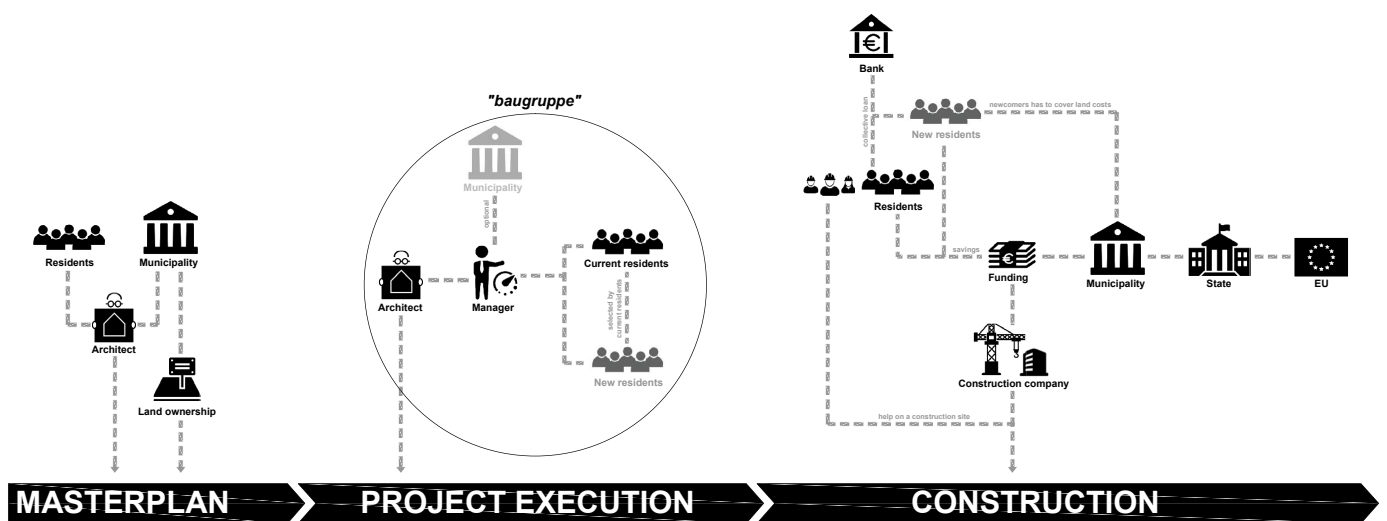 Residents
Municipality
Architect
Land ownership
MASTERPLAN
"baugruppe"
Municipality
optional
Architect
Manager
Current residents
selected by
current residents
New residents
PROJECT EXECUTION
€
Bank
collective loan
New residents
newcomers has to cover land costs
Residents
savings
€
Funding
Municipality
State
EU
Construction company
help on a construction site
CONSTRUCTION